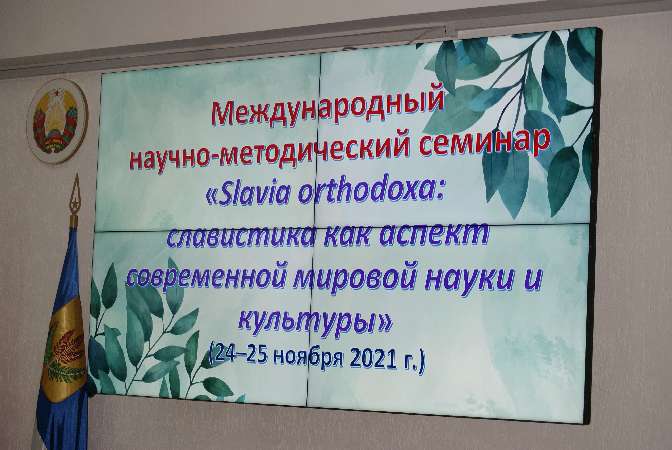 Международный
научно-методический семинар
«Slavia orthodoxa:
славистика как аспект
современной мировой науки и
культуры»
(24–25 ноября 2021 г.)